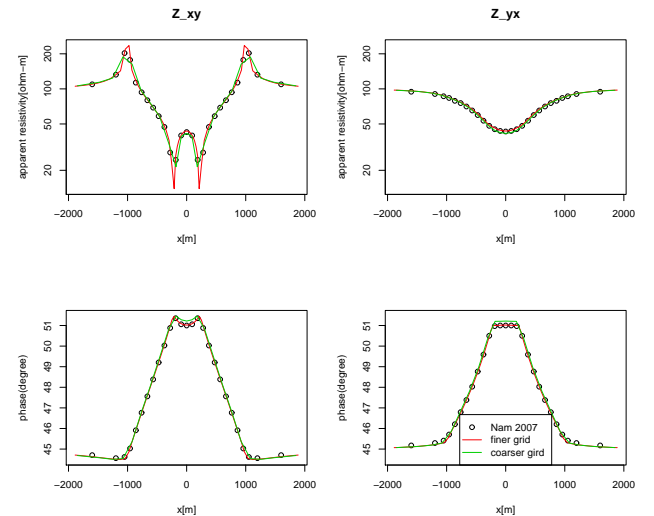 Z_xy
Z_yx
apparent resistivity[ohm−m]
200
100
50
20
−2000 −1000 0 1000 2000
x[m]
apparent resistivity[ohm−m]
200
100
50
20
−2000 −1000 0 1000 2000
x[m]
phase(degree)
51
50
49
48
47
46
45
−2000 −1000 0 1000 2000
x[m]
phase(degree)
51
50
49
48
47
46
45
Nam 2007
finer grid
coarser gird
−2000 −1000 0 1000 2000
x[m]